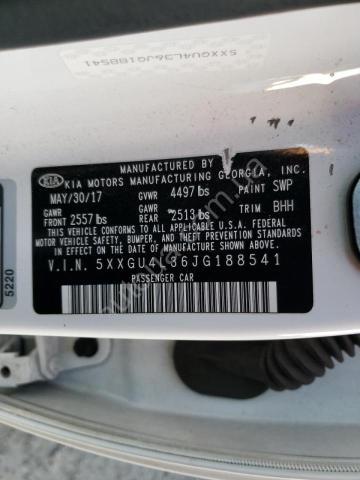 5XXGU4L36JG188541
MANUFACTURED BY
KIA KIA MOTORS MANUFACTURING GEORGIA, INC.
MAY/30/17 GVWR 4497 lbs PAINT SWP
GAWR FRONT 2557 lbs GAWR REAR 2513 lbs TRIM BHH
THIS VEHICLE CONFORMS TO ALL APPLICABLE U.S.A FEDERAL
MOTOR VEHICLE SAFETY, BUMPER, AND THEFT PREVENTION
STANDARDS IN EFFECT ON THE DATE OF MANUFACTURE SHOWN ABOVE.
V.I.N. 5XXGU4L36JG188541
PASSENGER CAR
5220